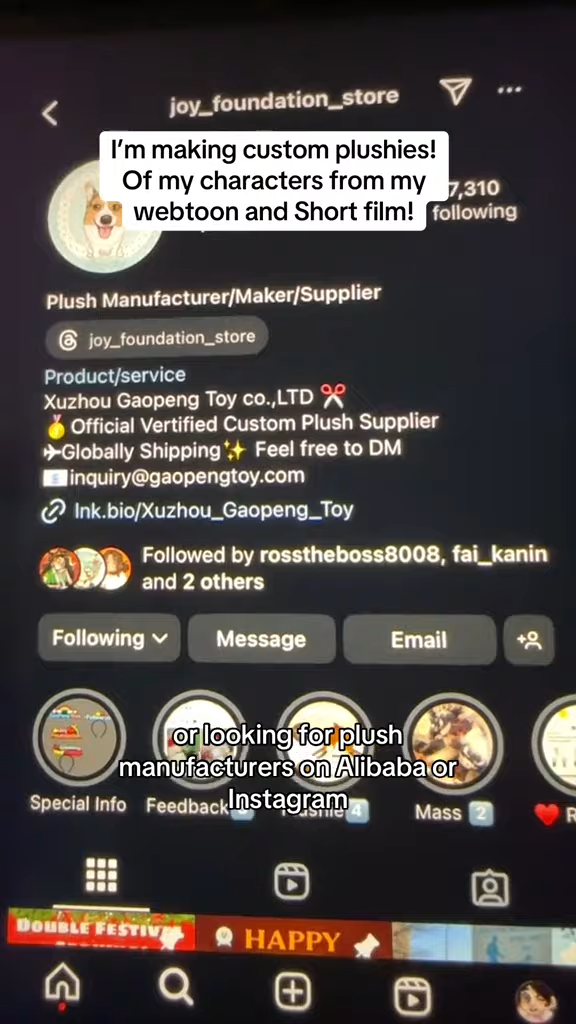 joy_foundation_store
I'm making custom plushies!
Of my characters from my
webtoon and Short film!
7,310
following
Plush Manufacturer/Maker/Supplier
joy_foundation_store
Product/service
Xuzhou Gaopeng Toy co.,LTD ✂️
🥇 Official Vertified Custom Plush Supplier
✈Globally Shipping✨ Feel free to DM
📧inquiry@gaopengtoy.com
lnk.bio/Xuzhou_Gaopeng_Toy
Followed by rosstheboss8008, fai_kanin
and 2 others
Following
Message
Email
or looking for plush
manufacturers on Alibaba or
Instagram
Special Info
Feedback
4
Mass 2
❤️ R
DOUBLE FESTIV
HAPPY